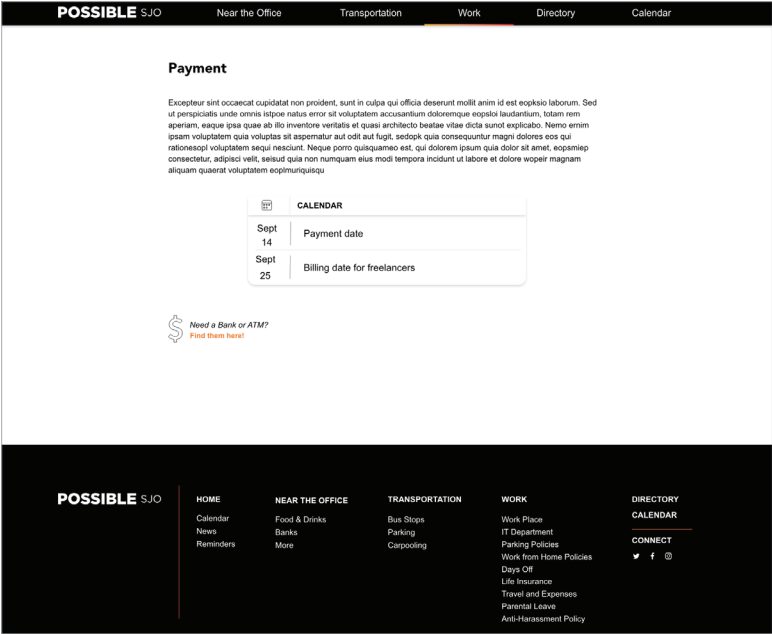 POSSIBLE SJO
Near the Office
Transportation
Work
Directory
Calendar
Payment
Excepteur sint occaecat cupidatat non proident, sunt in culpa qui officia deserunt mollit anim id est eopksio laborum. Sed
ut perspiciatis unde omnis istpoe natus error sit voluptatem accusantium doloremque eopsloi laudantium, totam rem
aperiam, eaque ipsa quae ab illo inventore veritatis et quasi architecto beatae vitae dicta sunot explicabo. Nemo ernim
ipsam voluptatem quia voluptas sit aspernatur aut odit aut fugit, sedopk quia consequuntur magni dolores eos qui
rationesopl voluptatem sequi nesciunt. Neque porro quisquameo est, qui dolorem ipsum quia dolor sit amet, eopsmiep
consectetur, adipisci velit, seisud quia non numquam eius modi tempora incidunt ut labore et dolore wopeir magnam
aliquam quaerat voluptatem eoplmuriquisqu
CALENDAR
Sept
14
Payment date
Sept
25
Billing date for freelancers
Need a Bank or ATM?
Find them here!
POSSIBLE SJO
HOME
Calendar
News
Reminders
NEAR THE OFFICE
Food & Drinks
Banks
More
TRANSPORTATION
Bus Stops
Parking
Carpooling
WORK
Work Place
IT Department
Parking Policies
Work from Home Policies
Days Off
Life Insurance
Travel and Expenses
Parental Leave
Anti-Harassment Policy
DIRECTORY
CALENDAR
CONNECT